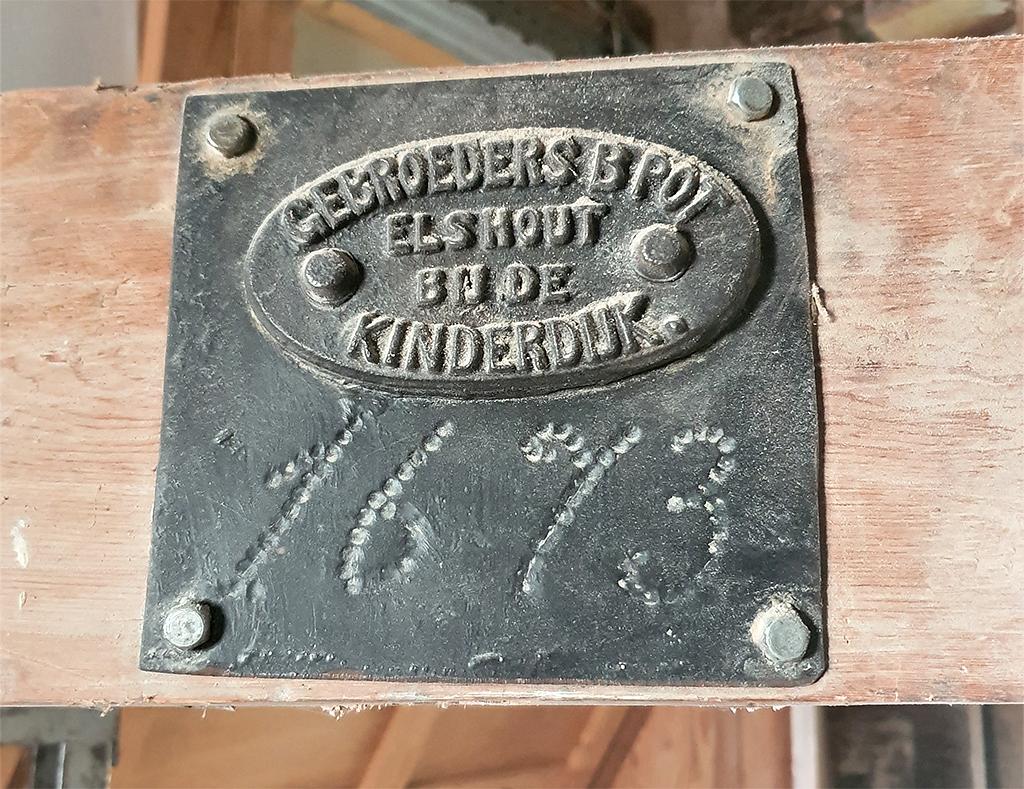 GEBROEDERS B POT
ELSHOUT
BIJ DE
KINDERDIJK.
1673